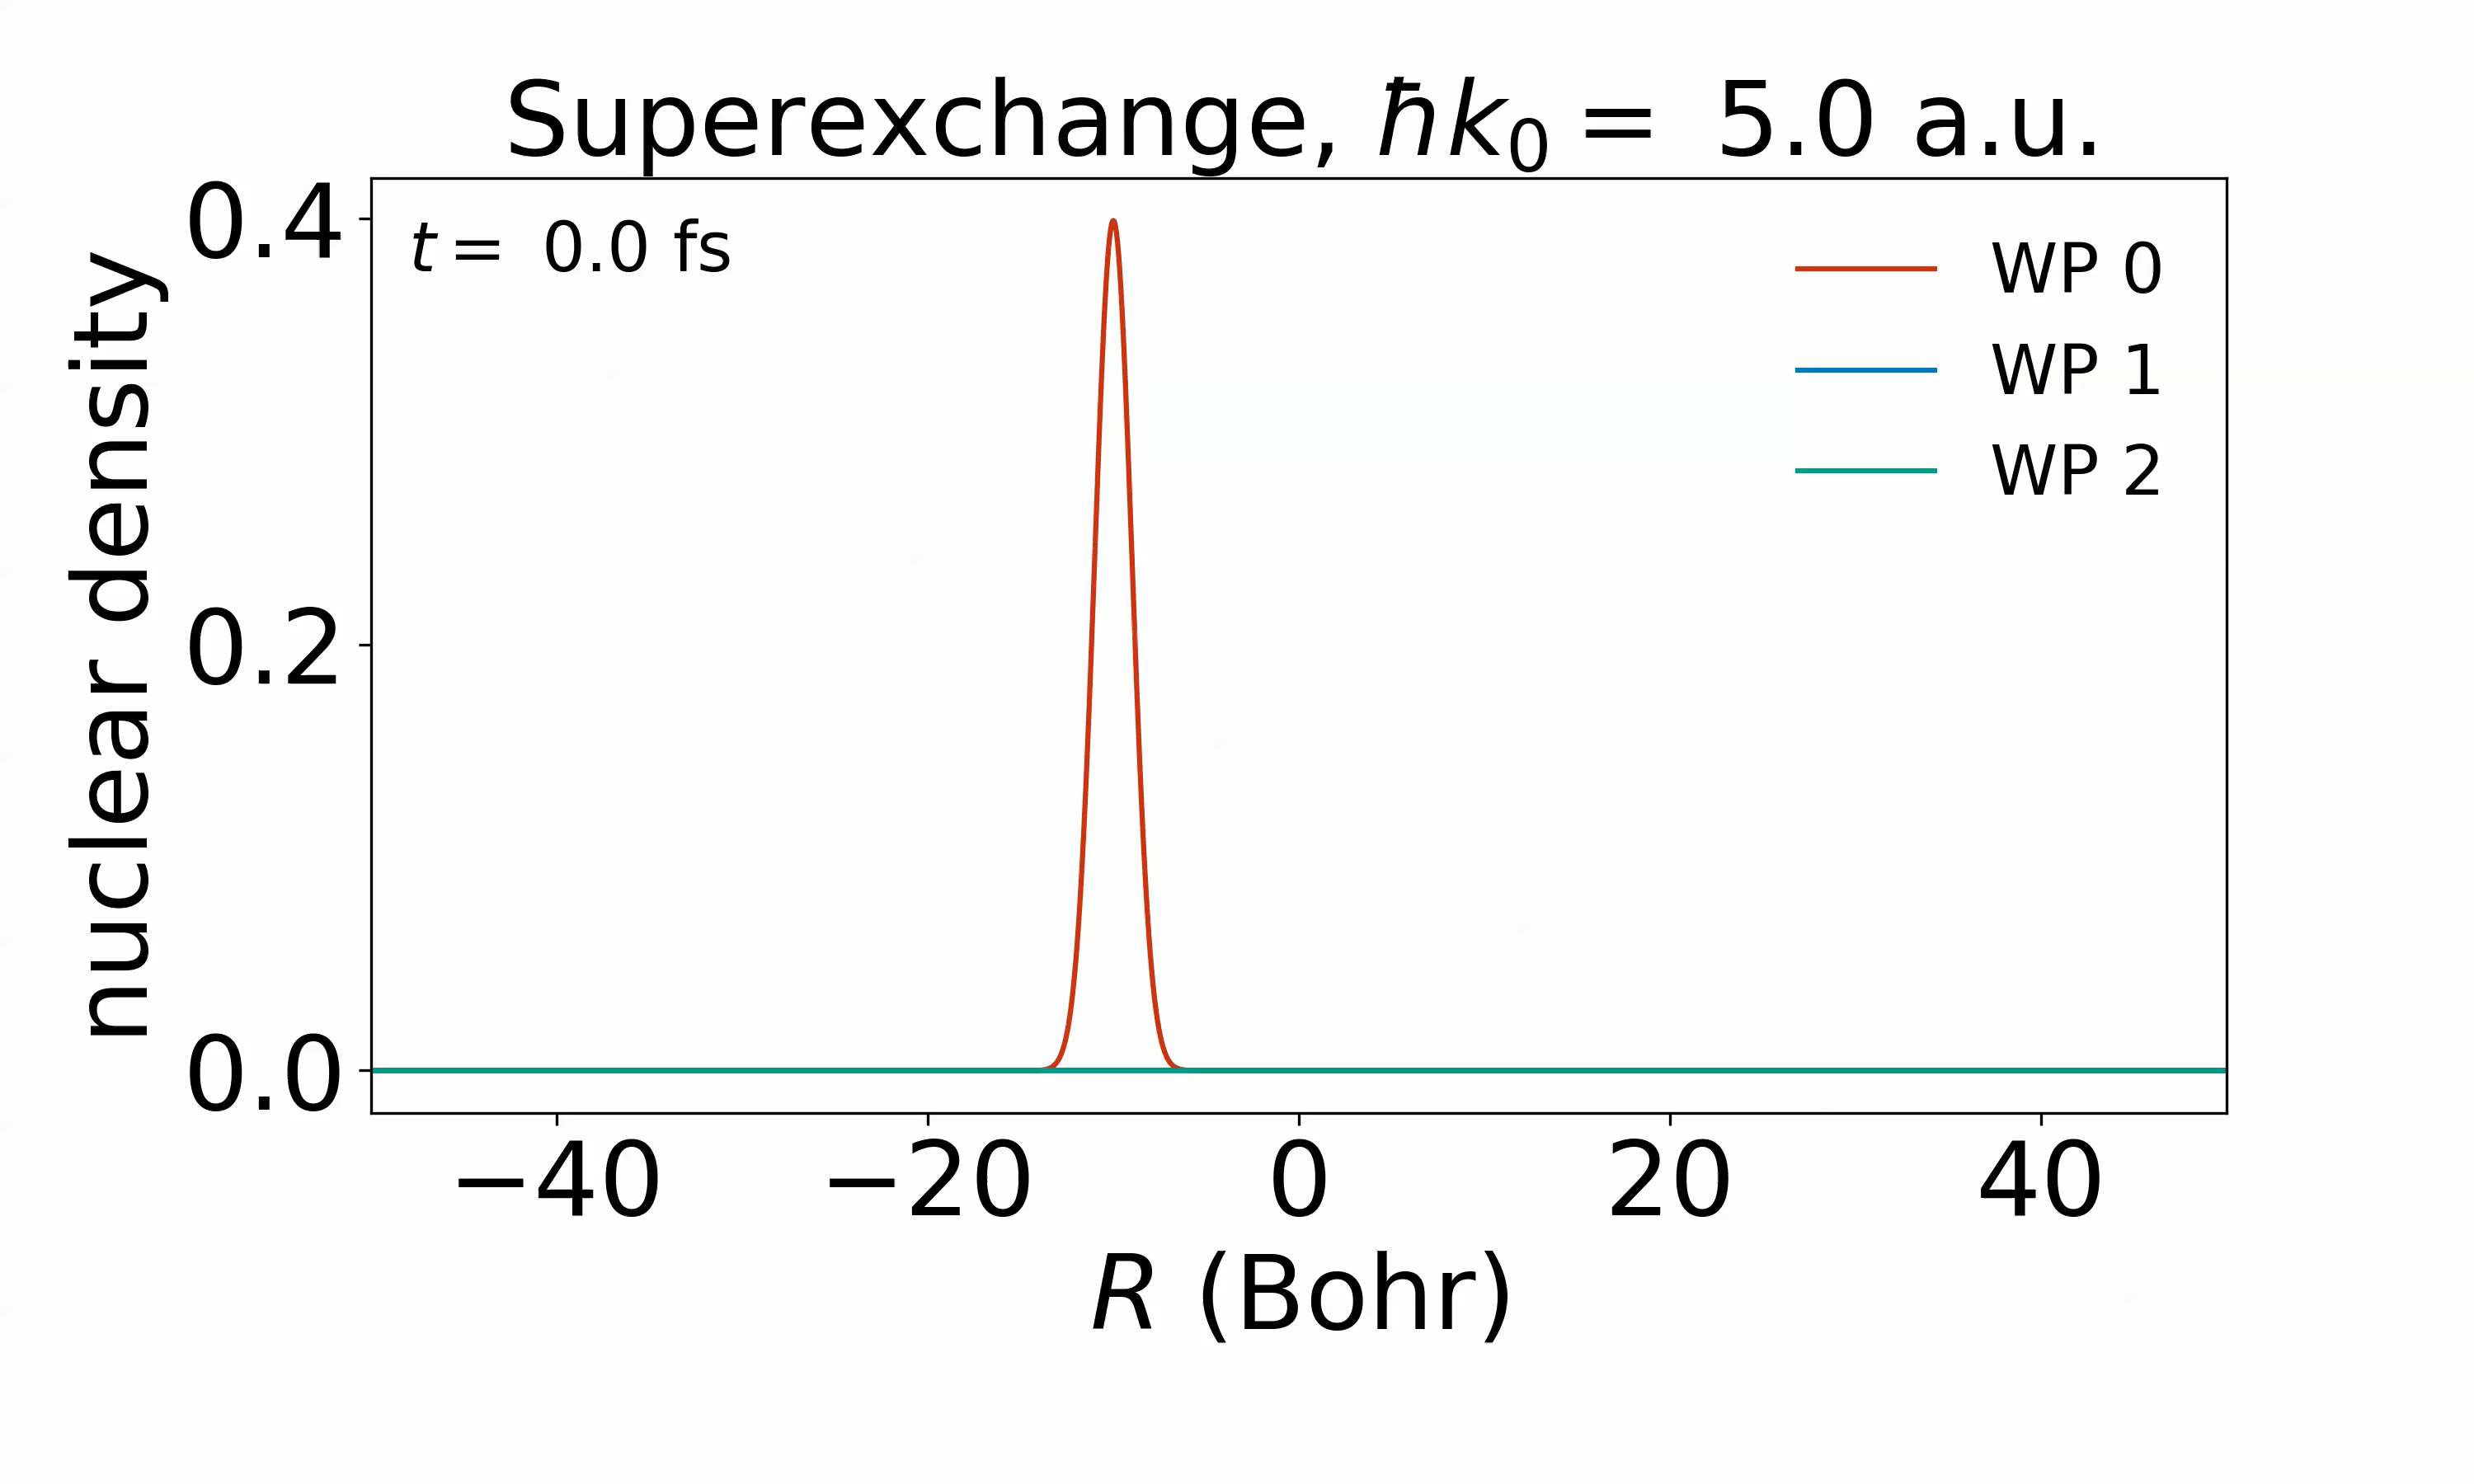 Superexchange, ħk₀ = 5.0 a.u.
t = 0.0 fs
WP 0
WP 1
WP 2
nuclear density
0.4
0.2
0.0
−40 −20 0 20 40
R (Bohr)